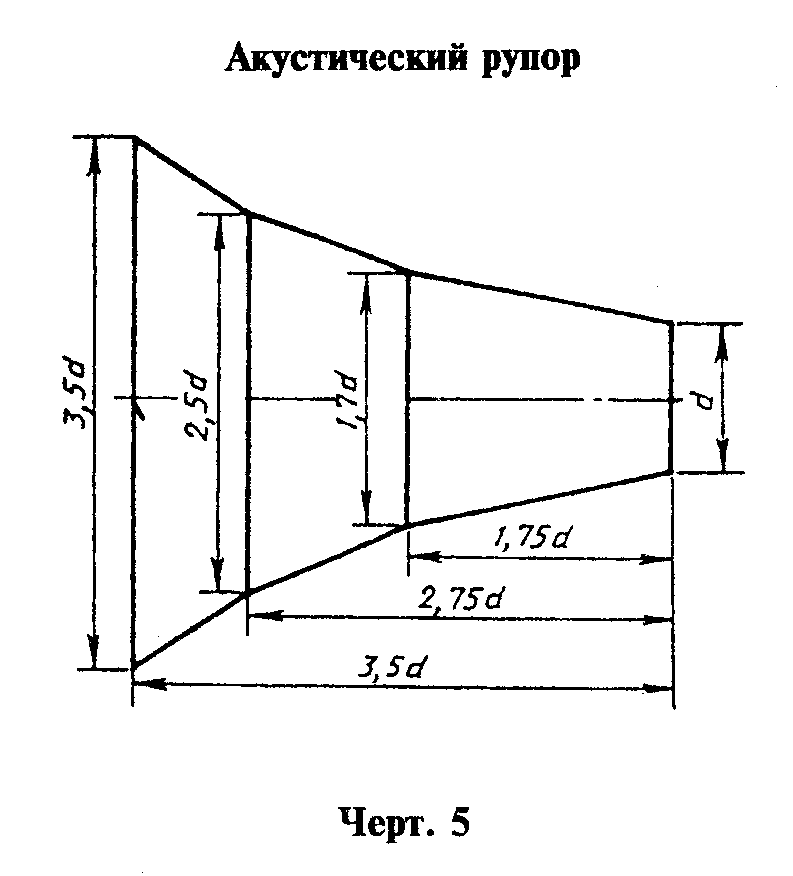 Акустический рупор
3,5d
2,5d
1,7d
d
1,75d
2,75d
3,5d
Черт. 5